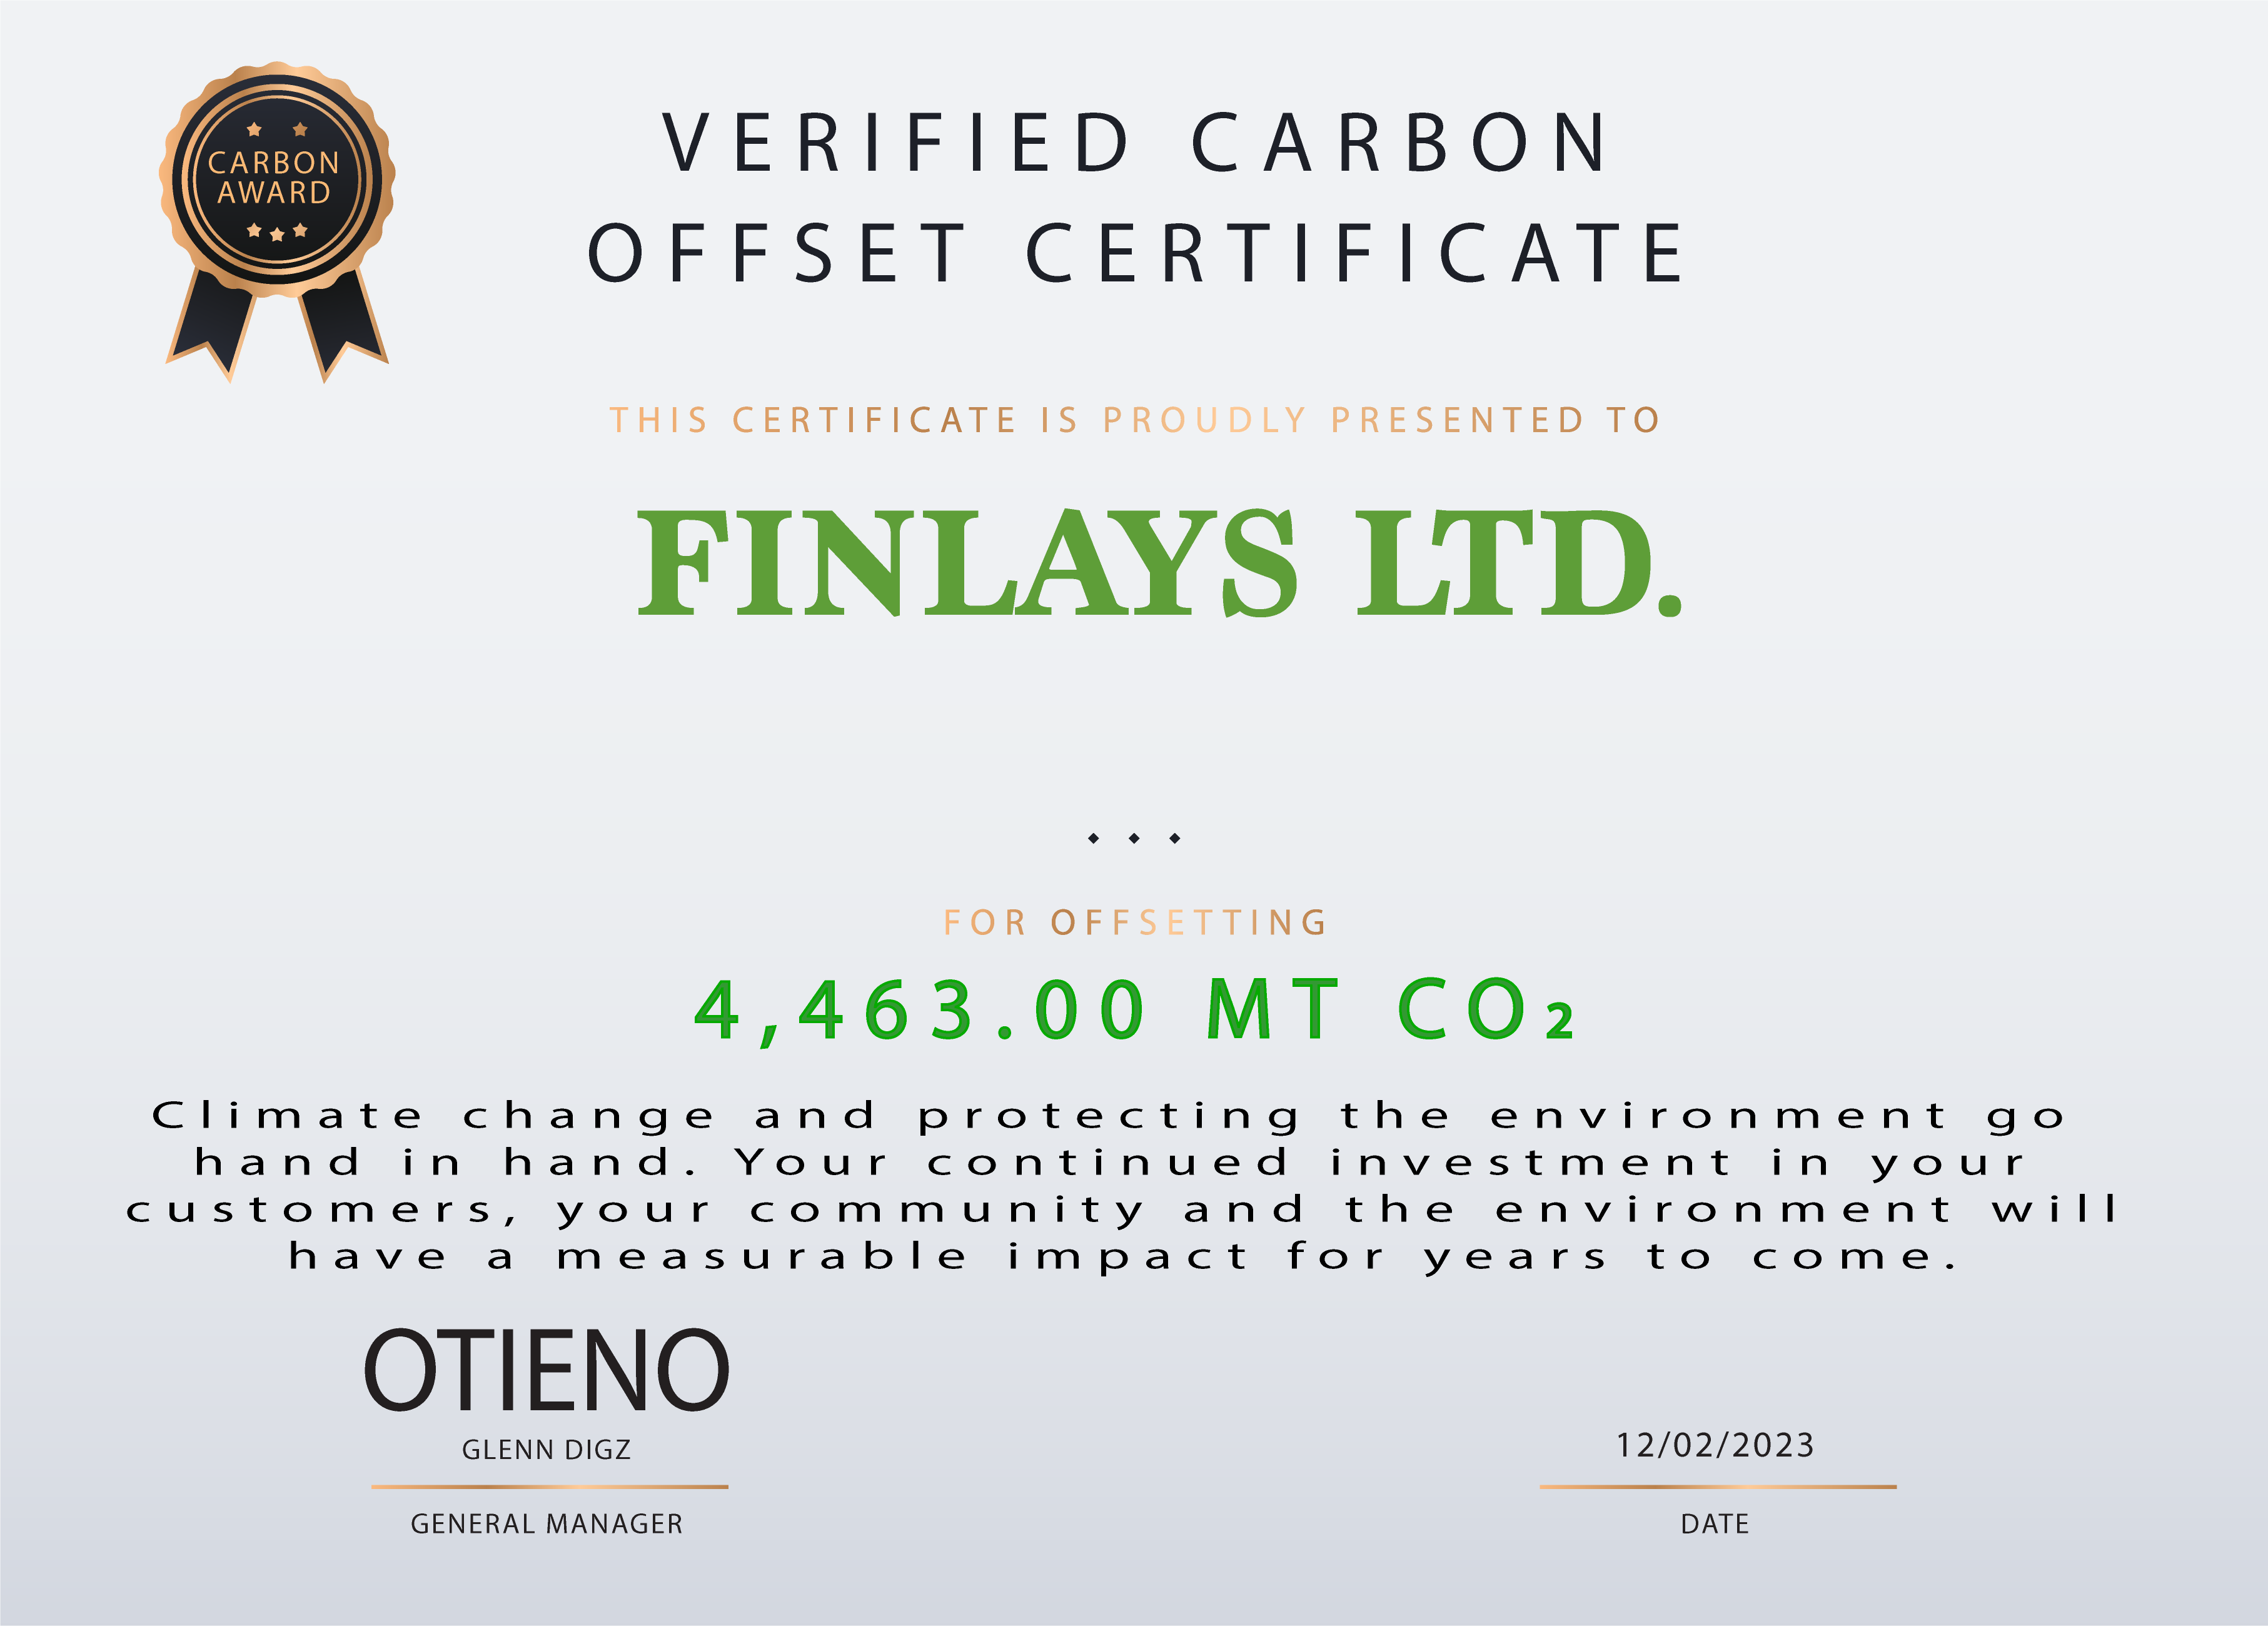 CARBON
AWARD
VERIFIED CARBON
OFFSET CERTIFICATE
THIS CERTIFICATE IS PROUDLY PRESENTED TO
FINLAYS LTD.
FOR OFFSETTING
4,463.00 MT CO₂
Climate change and protecting the environment go
hand in hand. Your continued investment in your
customers, your community and the environment will
have a measurable impact for years to come.
OTIENO
GLENN DIGZ
GENERAL MANAGER
12/02/2023
DATE